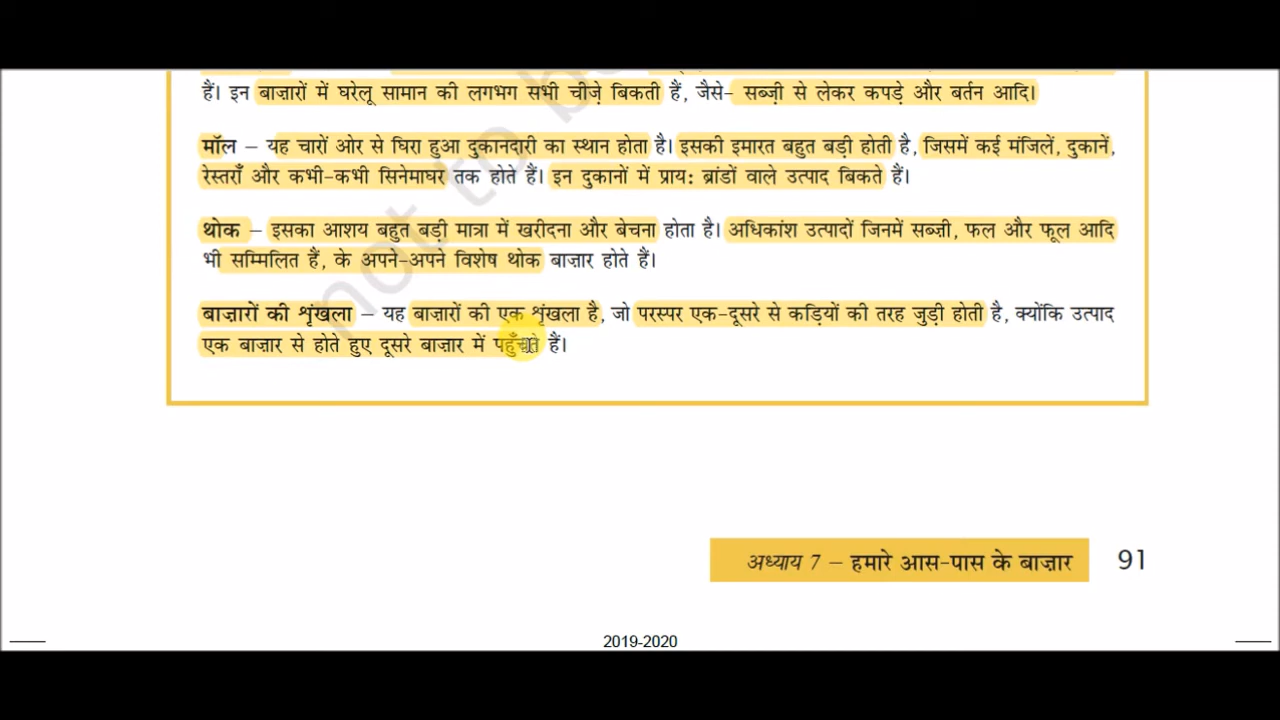 हैं। इन बाज़ारों में घरेलू सामान की लगभग सभी चीज़ें बिकती हैं, जैसे– सब्ज़ी से लेकर कपड़े और बर्तन आदि।
मॉल – यह चारों ओर से घिरा हुआ दुकानदारी का स्थान होता है। इसकी इमारत बहुत बड़ी होती है, जिसमें कई मंजिलें, दुकानें,
रेस्तराँ और कभी-कभी सिनेमाघर तक होते हैं। इन दुकानों में प्राय: ब्रांडों वाले उत्पाद बिकते हैं।
थोक – इसका आशय बहुत बड़ी मात्रा में खरीदना और बेचना होता है। अधिकांश उत्पादों जिनमें सब्ज़ी, फल और फूल आदि
भी सम्मिलित हैं, के अपने-अपने विशेष थोक बाज़ार होते हैं।
बाज़ारों की शृंखला – यह बाज़ारों की एक शृंखला है, जो परस्पर एक-दूसरे से कड़ियों की तरह जुड़ी होती है, क्योंकि उत्पाद
एक बाज़ार से होते हुए दूसरे बाज़ार में पहुँचते हैं।
not to be
अध्याय 7 – हमारे आस-पास के बाज़ार 91
2019-2020